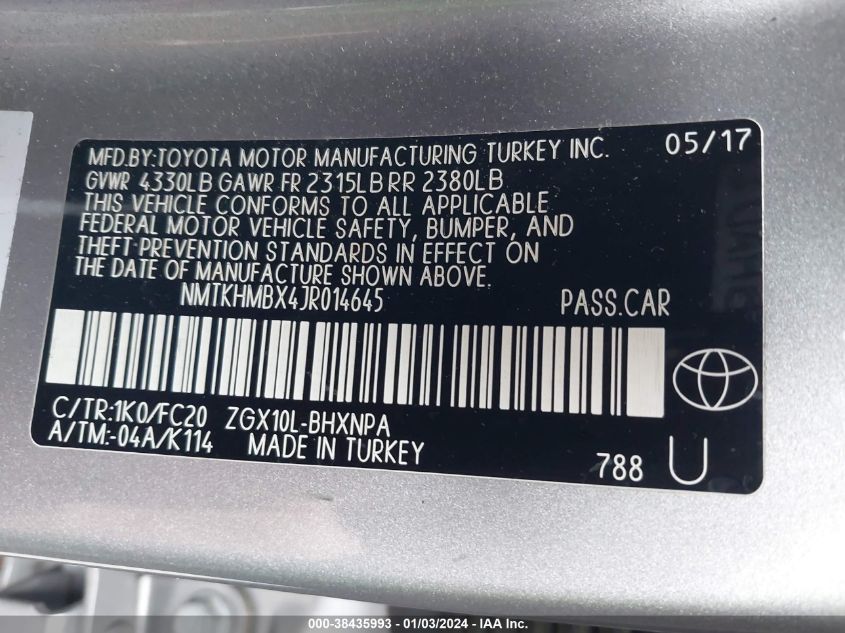 MFD.BY:TOYOTA MOTOR MANUFACTURING TURKEY INC. 05/17
GVWR 4330LB GAWR FR 2315LB RR 2380LB
THIS VEHICLE CONFORMS TO ALL APPLICABLE
FEDERAL MOTOR VEHICLE SAFETY, BUMPER, AND
THEFT PREVENTION STANDARDS IN EFFECT ON
THE DATE OF MANUFACTURE SHOWN ABOVE.
NMTKHMBX4JR014645 PASS.CAR
C/TR:1K0/FC20 ZGX10L-BHXNPA
A/TM:-04A/K114 MADE IN TURKEY
788 U
000-38435993 - 01/03/2024 - IAA Inc.